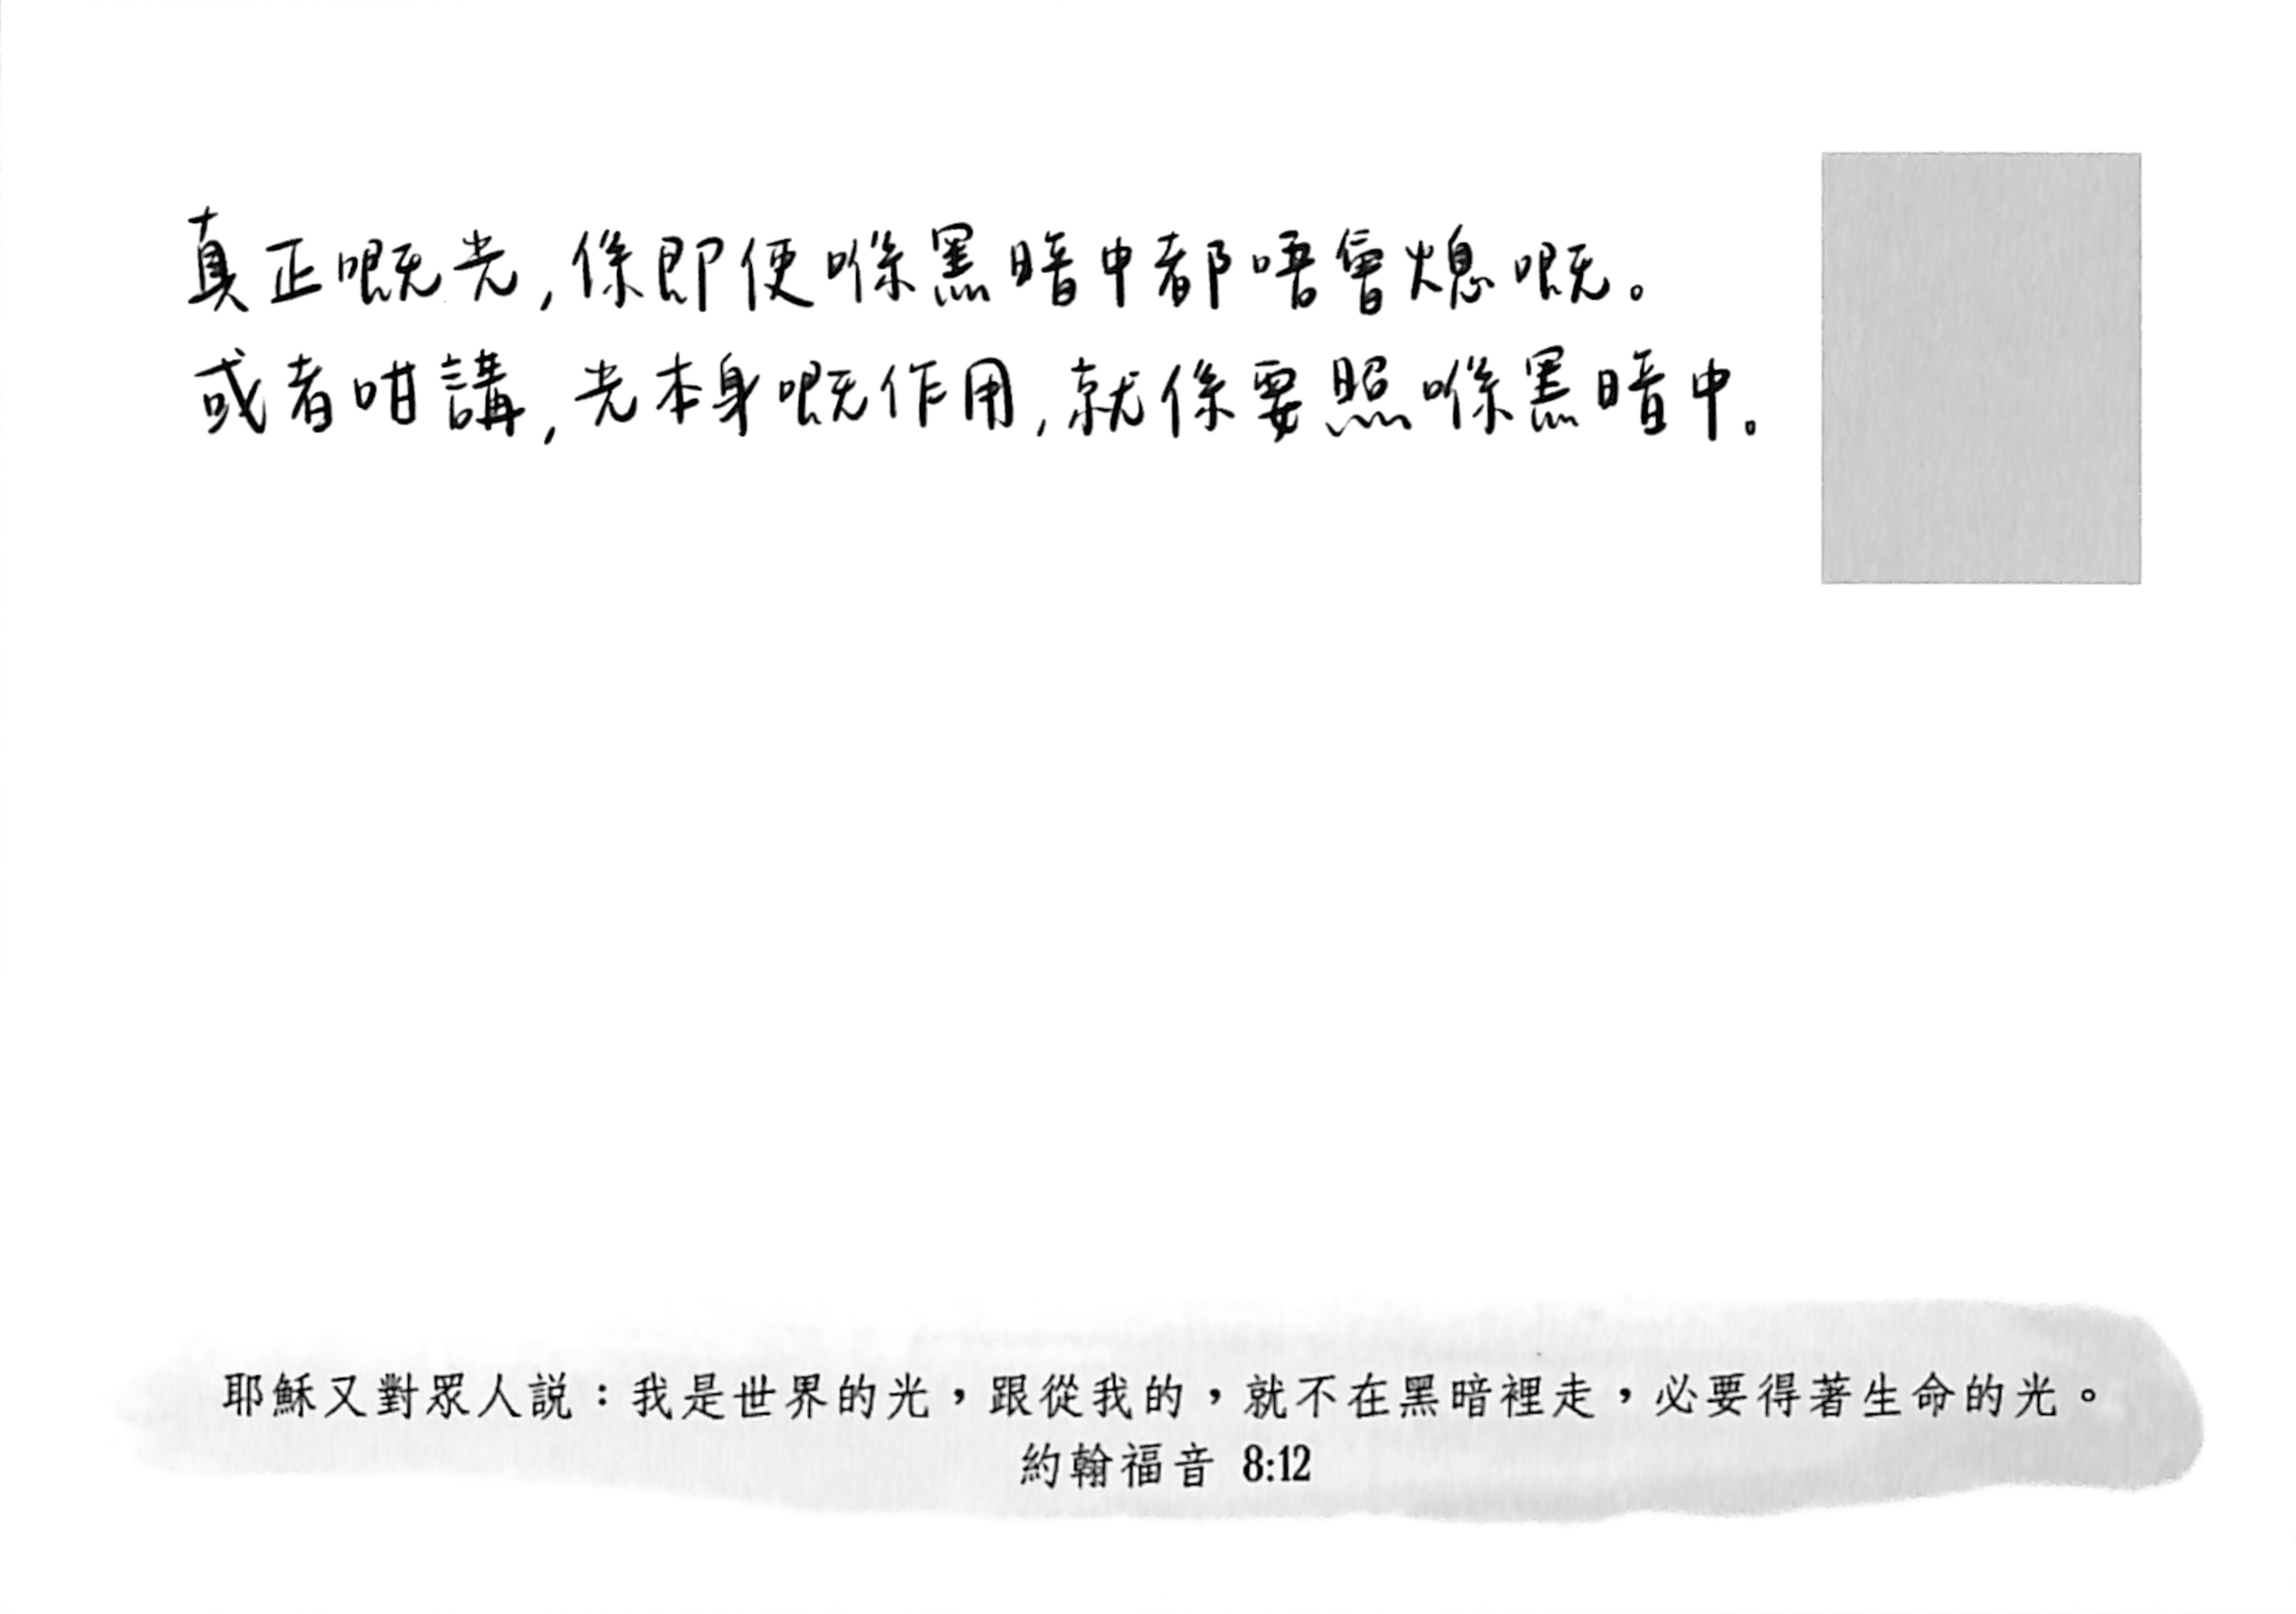 真正嘅光,係即使喺黑暗中都唔會熄嘅。
或者咁講,光本身嘅作用,就係要照喺黑暗中。
耶穌又對眾人說：我是世界的光，跟從我的，就不在黑暗裡走，必要得著生命的光。
約翰福音 8:12